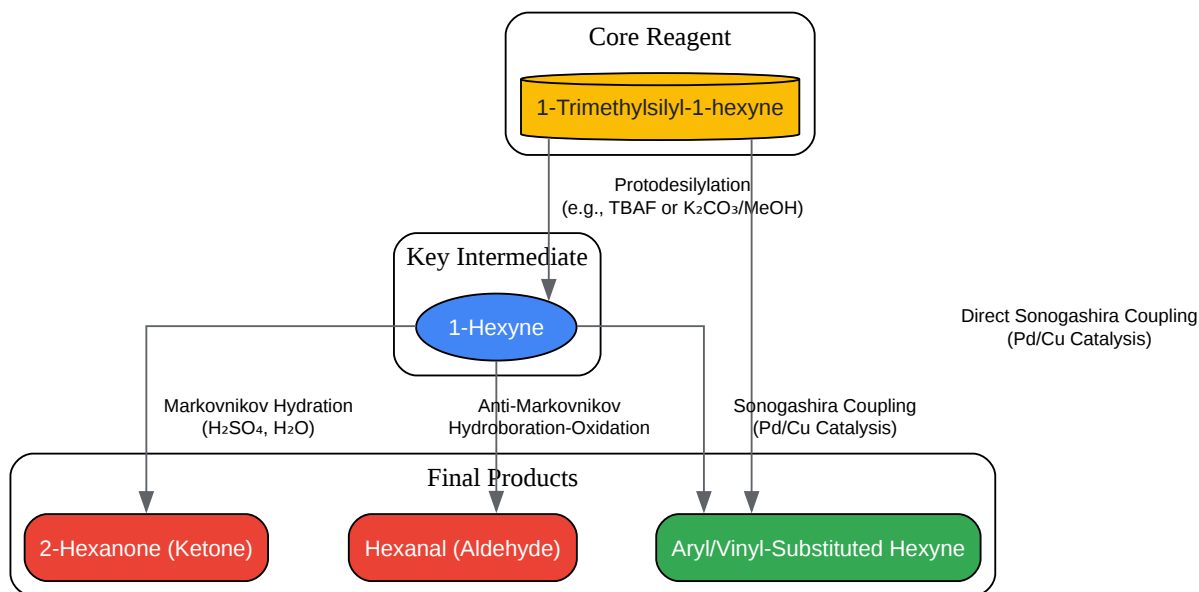 Core Reagent
1-Trimethylsilyl-1-hexyne
Protodesilylation
(e.g., TBAF or K₂CO₃/MeOH)
Key Intermediate
1-Hexyne
Direct Sonogashira Coupling
(Pd/Cu Catalysis)
Markovnikov Hydration
(H₂SO₄, H₂O)
Anti-Markovnikov
Hydroboration-Oxidation
Sonogashira Coupling
(Pd/Cu Catalysis)
Final Products
2-Hexanone (Ketone)
Hexanal (Aldehyde)
Aryl/Vinyl-Substituted Hexyne